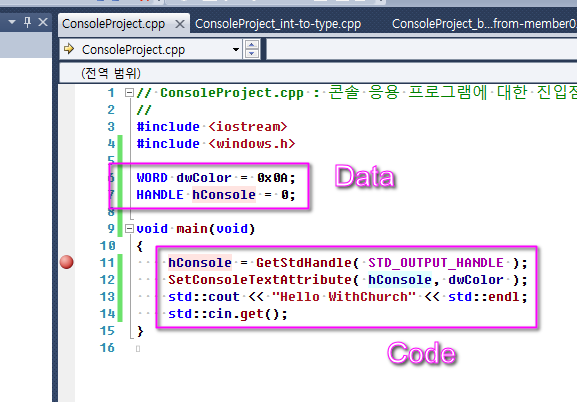 ConsoleProject.cpp ConsoleProject_int-to-type.cpp ConsoleProject_b...from-member0
ConsoleProject.cpp
(전역 범위)
1 // ConsoleProject.cpp : 콘솔 응용 프로그램에 대한
2 //
3 #include <iostream>
4 #include <windows.h>
5
6 WORD dwColor = 0x0A;
Data
7 HANDLE hConsole = 0;
8
9 void main(void)
10 {
11 hConsole = GetStdHandle( STD_OUTPUT_HANDLE );
12 SetConsoleTextAttribute( hConsole, dwColor );
13 std::cout << "Hello WithChurch" << std::endl;
14 std::cin.get();
15 }
16
Code